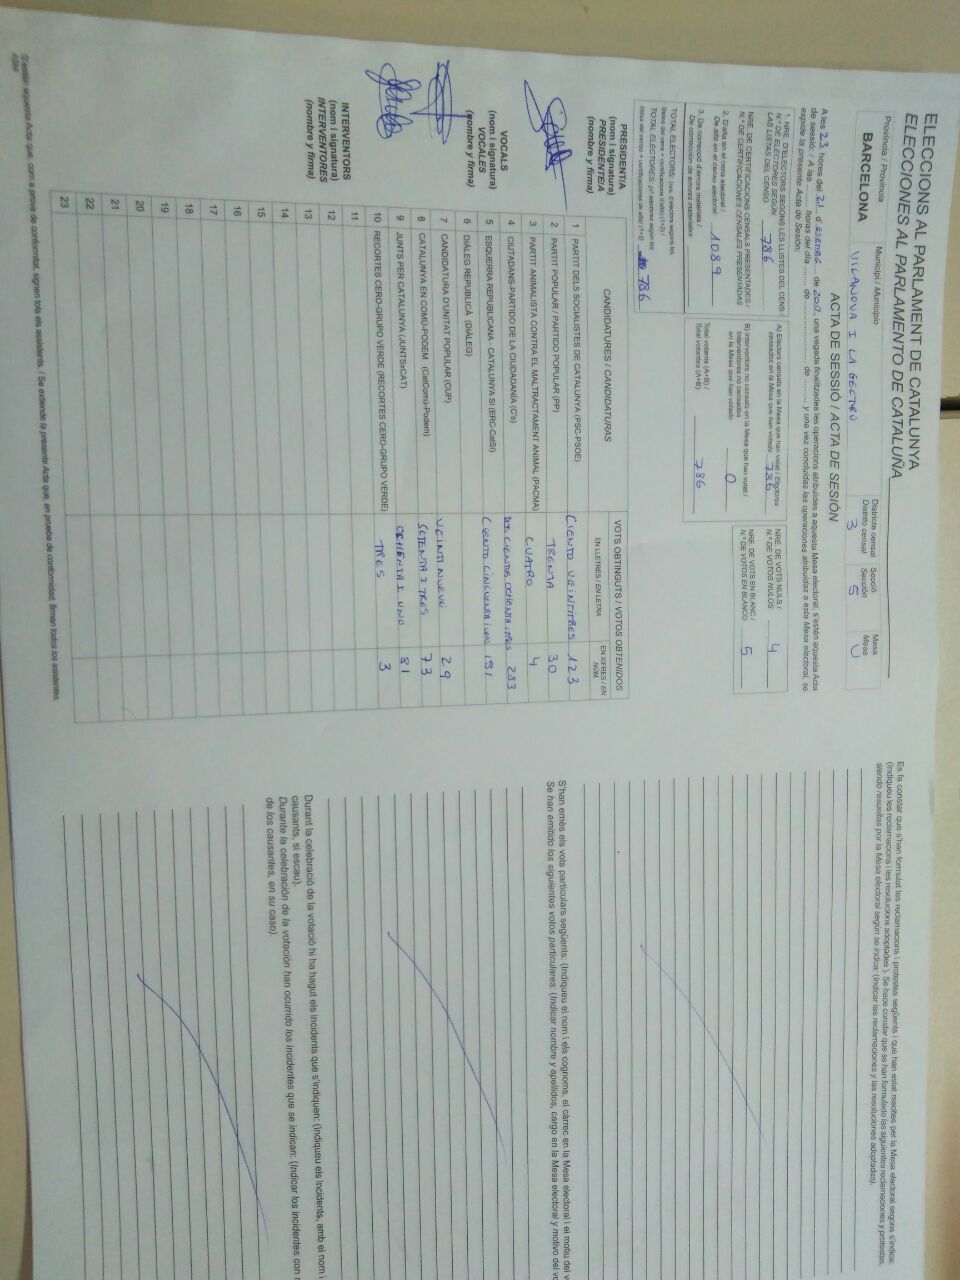 ELECCIONS AL PARLAMENT DE CATALUNYA
ELECCIONES AL PARLAMENTO DE CATALUÑA
Província / Provincia
BARCELONA
Municipi / Municipio
VILANOVA I LA GELTRÚ
Districte censal
Distrito censal
3
Secció
Sección
5
Mesa
Mesa
U
ACTA DE SESSIÓ / ACTA DE SESIÓN
A les 23 hores del 21 d' de 2017, una vegada finalitzades les operacions atribuïdes a aquesta Mesa electoral, s'estén aquesta Acta
de sessió. / A las ........ horas del día ........ de ........ de ........ y una vez concluidas las operaciones atribuidas a esta Mesa electoral, se
expide la presente Acta de Sesión.
1. NRE. D'ELECTORS SEGONS LES LLISTES DEL CENS /
N.º DE ELECTORES SEGÚN
LAS LISTAS DEL CENSO
786
NRE. DE CERTIFICACIONS CENSALS PRESENTADES /
N.º DE CERTIFICACIONES CENSALES PRESENTADAS
2. D'alta en el cens electoral /
De alta en el censo electoral:
1089
3. De correcció d'errors materials /
De corrección de errores materiales:
TOTAL ELECTORS: (nre. d'electors segons les
llistes del cens + certificacions d'alta) (1+2) /
TOTAL ELECTORES: (nº electores según las
listas del censo + certificaciones de alta) (1+2)
786
A) Electors censats en la Mesa que han votat / Electores
censados en la Mesa que han votado
786
B) Interventors no censats en la Mesa que han votat /
Interventores no censados
en la Mesa que han votado
0
Total votants (A+B) /
Total votantes (A+B)
786
NRE. DE VOTS NULS /
N.º DE VOTOS NULOS
4
NRE. DE VOTS EN BLANC /
N.º DE VOTOS EN BLANCO
5
CANDIDATURES / CANDIDATURAS
VOTS OBTINGUTS / VOTOS OBTENIDOS
EN LLETRES / EN LETRA
EN XIFRES / EN NÚM.
1 PARTIT DELS SOCIALISTES DE CATALUNYA (PSC-PSOE) CIENTO VEINTITRES 123
2 PARTIT POPULAR / PARTIDO POPULAR (PP) TRENTA 30
3 PARTIT ANIMALISTA CONTRA EL MALTRACTAMENT ANIMAL (PACMA) CUATRO 4
4 CIUTADANS-PARTIDO DE LA CIUDADANÍA (C's) DOSCIENTOS OCHENTA I TRES 283
5 ESQUERRA REPUBLICANA - CATALUNYA SÍ (ERC-CatSí) CIENTO CINCUENTA I UNO 151
6 DIÀLEG REPUBLICÀ (DIÀLEG)
7 CANDIDATURA D'UNITAT POPULAR (CUP) VEINTINUEVE 29
8 CATALUNYA EN COMÚ-PODEM (CatComú-Podem) SETENTA I TRES 73
9 JUNTS PER CATALUNYA (JUNTSxCAT) OCHENTA I UNO 81
10 RECORTES CERO-GRUPO VERDE (RECORTES CERO-GRUPO VERDE) TRES 3
11
12
13
14
15
16
17
18
19
20
21
22
23
PRESIDENT/A
(nom i signatura)
PRESIDENTE/A
(nombre y firma)
VOCALS
(nom i signatura)
VOCALES
(nombre y firma)
INTERVENTORS
(nom i signatura)
INTERVENTORES
(nombre y firma)
S'estén aquesta Acta que, com a prova de conformitat, signen tots els assistents. / Se extiende la presente Acta que, en prueba de conformidad, firman todos los asistentes.
Es fa constar que s'han formulat les reclamacions i protestes següents i que han estat resoltes per la Mesa electoral segons s'indica:
(Indiqueu les reclamacions i les resolucions adoptades). Se hace constar que se han formulado las siguientes reclamaciones y protestas,
siendo resueltas por la Mesa electoral según se indica: (Indicar las reclamaciones y las resoluciones adoptadas).
S'han emès els vots particulars següents: (Indiqueu el nom i els cognoms, el càrrec en la Mesa electoral i el motiu del v
Se han emitido los siguientes votos particulares: (Indicar nombre y apellidos, cargo en la Mesa electoral y motivo del vo
Durant la celebració de la votació hi ha hagut els incidents que s'indiquen: (Indiqueu els incidents, amb el nom i
causants, si escau).
Durante la celebración de la votación han ocurrido los incidentes que se indican: (Indicar los incidentes con
de los causantes, en su caso).